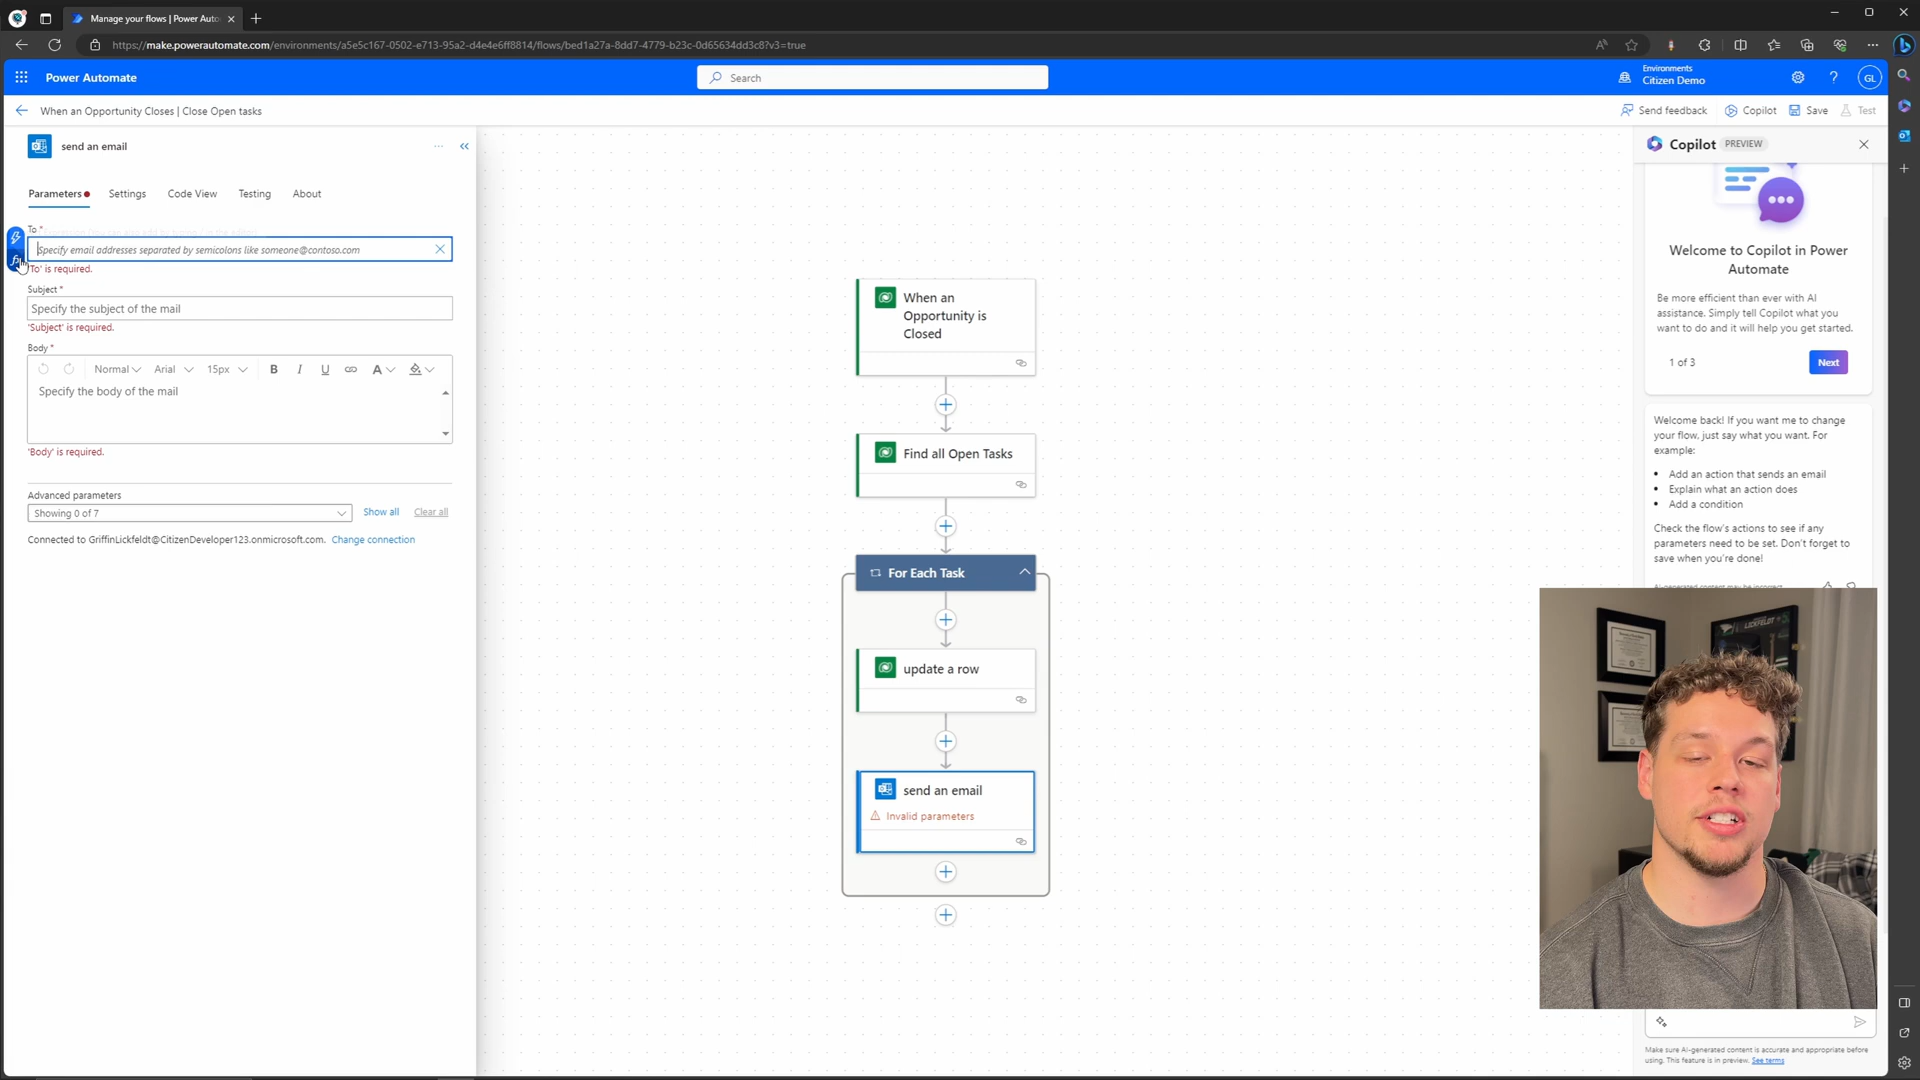 Manage your flows | Power Auto
https://make.powerautomate.com/environments/a5e5c167-0502-e713-95a2-d4e4e6ff8814/flows/bed1a27a-8dd7-4779-b23c-0d65634dd3c8?v3=true
Power Automate
Search
Environments
Citizen Demo
GL
When an Opportunity Closes | Close Open tasks
Send feedback
Copilot
Save
Test
send an email
Parameters
Settings
Code View
Testing
About
To *
Specify email addresses separated by semicolons like someone@contoso.com
'To' is required.
Subject *
Specify the subject of the mail
'Subject' is required.
Body *
Normal
Arial
15px
B
I
U
A
Specify the body of the mail
'Body' is required.
Advanced parameters
Showing 0 of 7
Show all
Clear all
Connected to GriffinLickfeldt@CitizenDeveloper123.onmicrosoft.com.
Change connection
When an
Opportunity is
Closed
Find all Open Tasks
For Each Task
update a row
send an email
Invalid parameters
Copilot
PREVIEW
Welcome to Copilot in Power
Automate
Be more efficient than ever with AI
assistance. Simply tell Copilot what you
want to do and it will help you get started.
1 of 3
Next
Welcome back! If you want me to change
your flow, just say what you want. For
example:
• Add an action that sends an email
• Explain what an action does
• Add a condition
Check the flow's actions to see if any
parameters need to be set. Don't forget to
save when you're done!
AI-generated content may be incorrect
LICKFELDT
Make sure AI-generated content is accurate and appropriate before
using. This feature is in preview. See terms